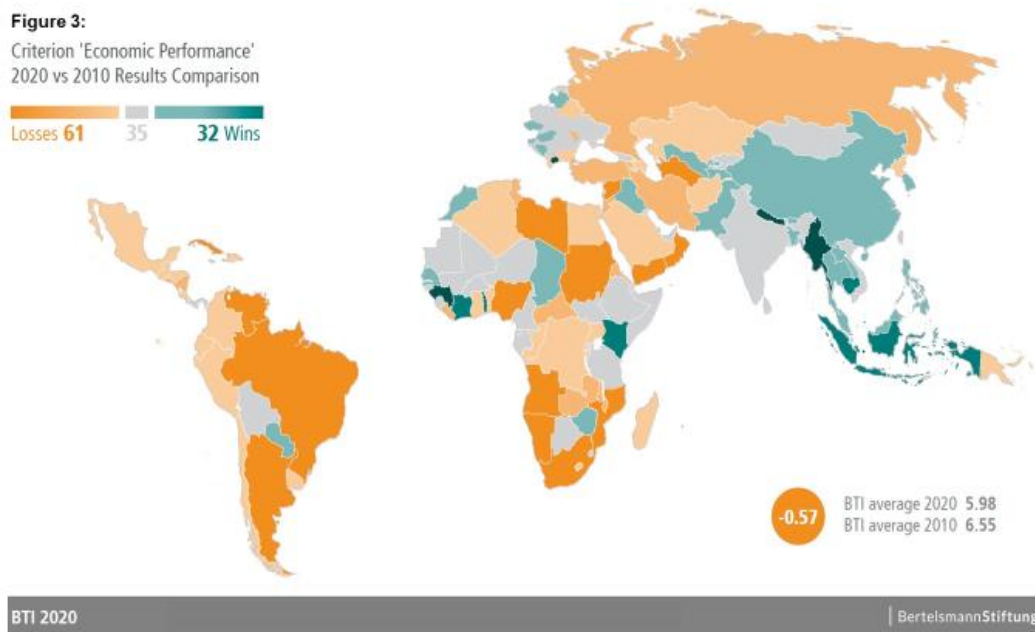 Figure 3:
Criterion 'Economic Performance'
2020 vs 2010 Results Comparison
Losses 61 35 32 Wins
-0.57
BTI average 2020 5.98
BTI average 2010 6.55
BTI 2020
BertelsmannStiftung